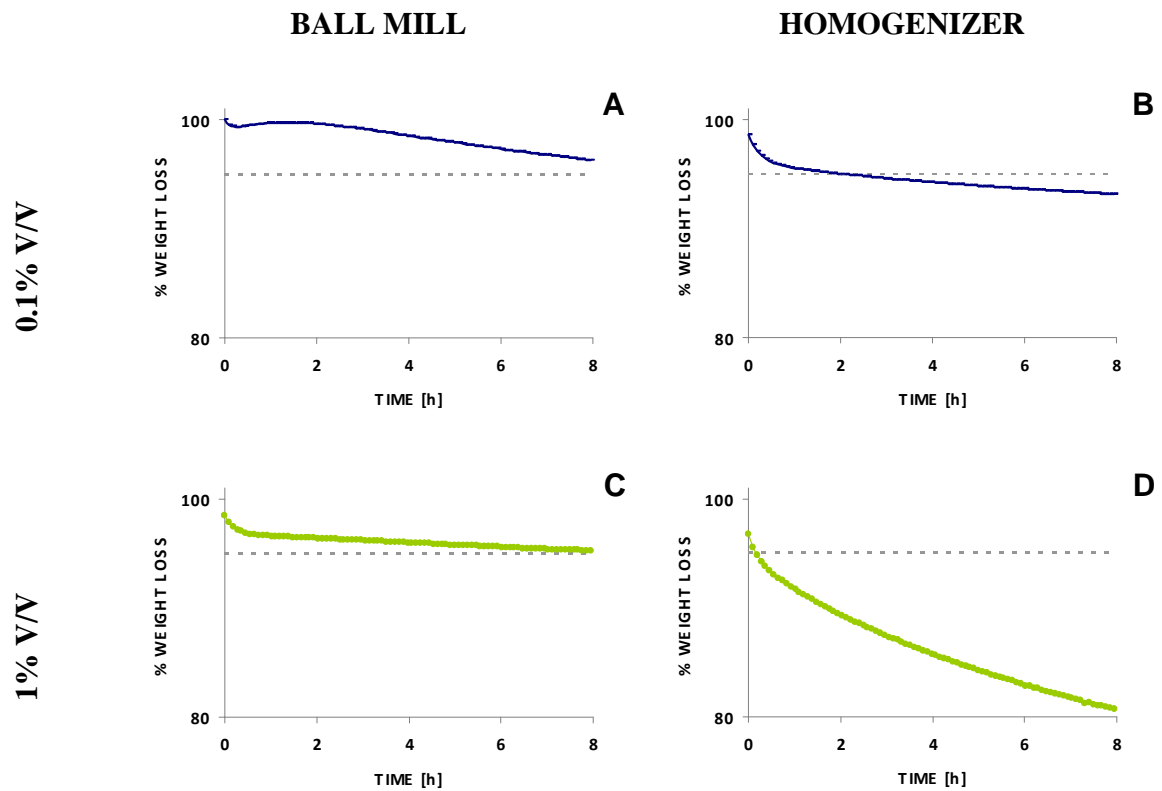 BALL MILL
HOMOGENIZER
0.1% V/V
A
% WEIGHT LOSS
100
80
0 2 4 6 8
TIME [h]
B
% WEIGHT LOSS
100
80
0 2 4 6 8
TIME [h]
1% V/V
C
% WEIGHT LOSS
100
80
0 2 4 6 8
TIME [h]
D
% WEIGHT LOSS
100
80
0 2 4 6 8
TIME [h]